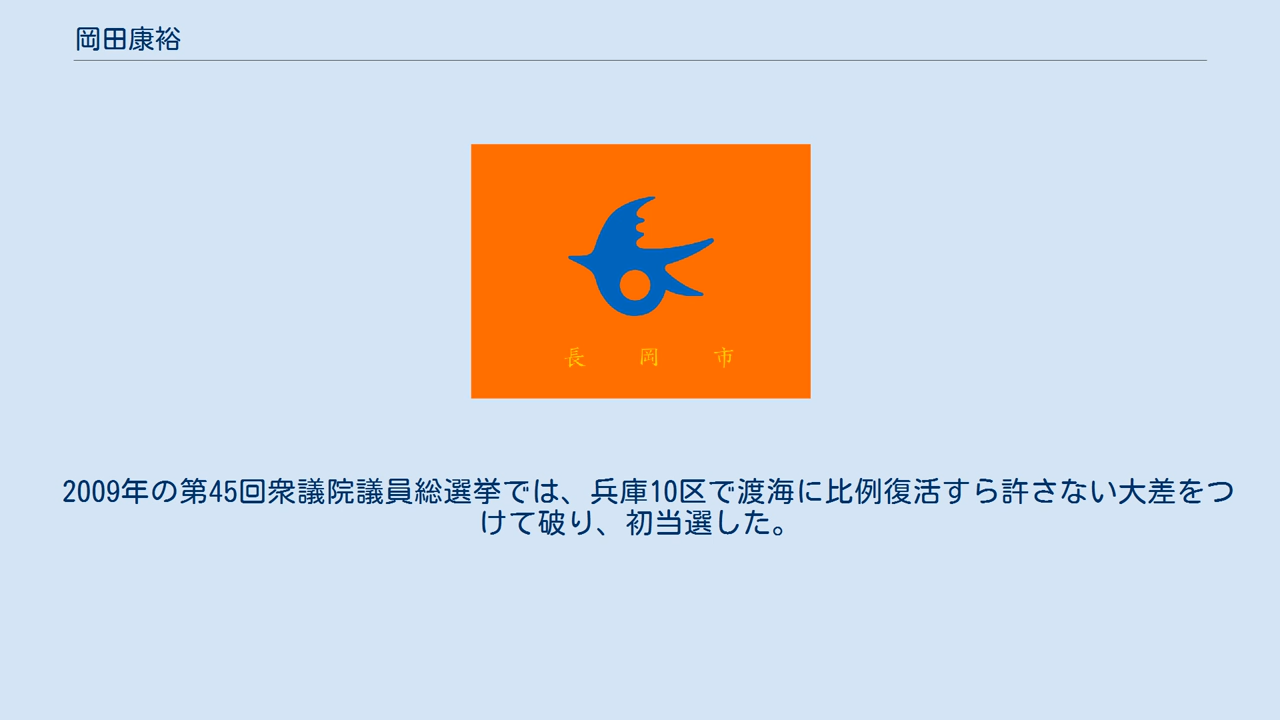 岡田康裕
長岡市
2009年の第45回衆議院議員総選挙では、兵庫10区で渡海に比例復活すら許さない大差をつ
けて破り、初当選した。